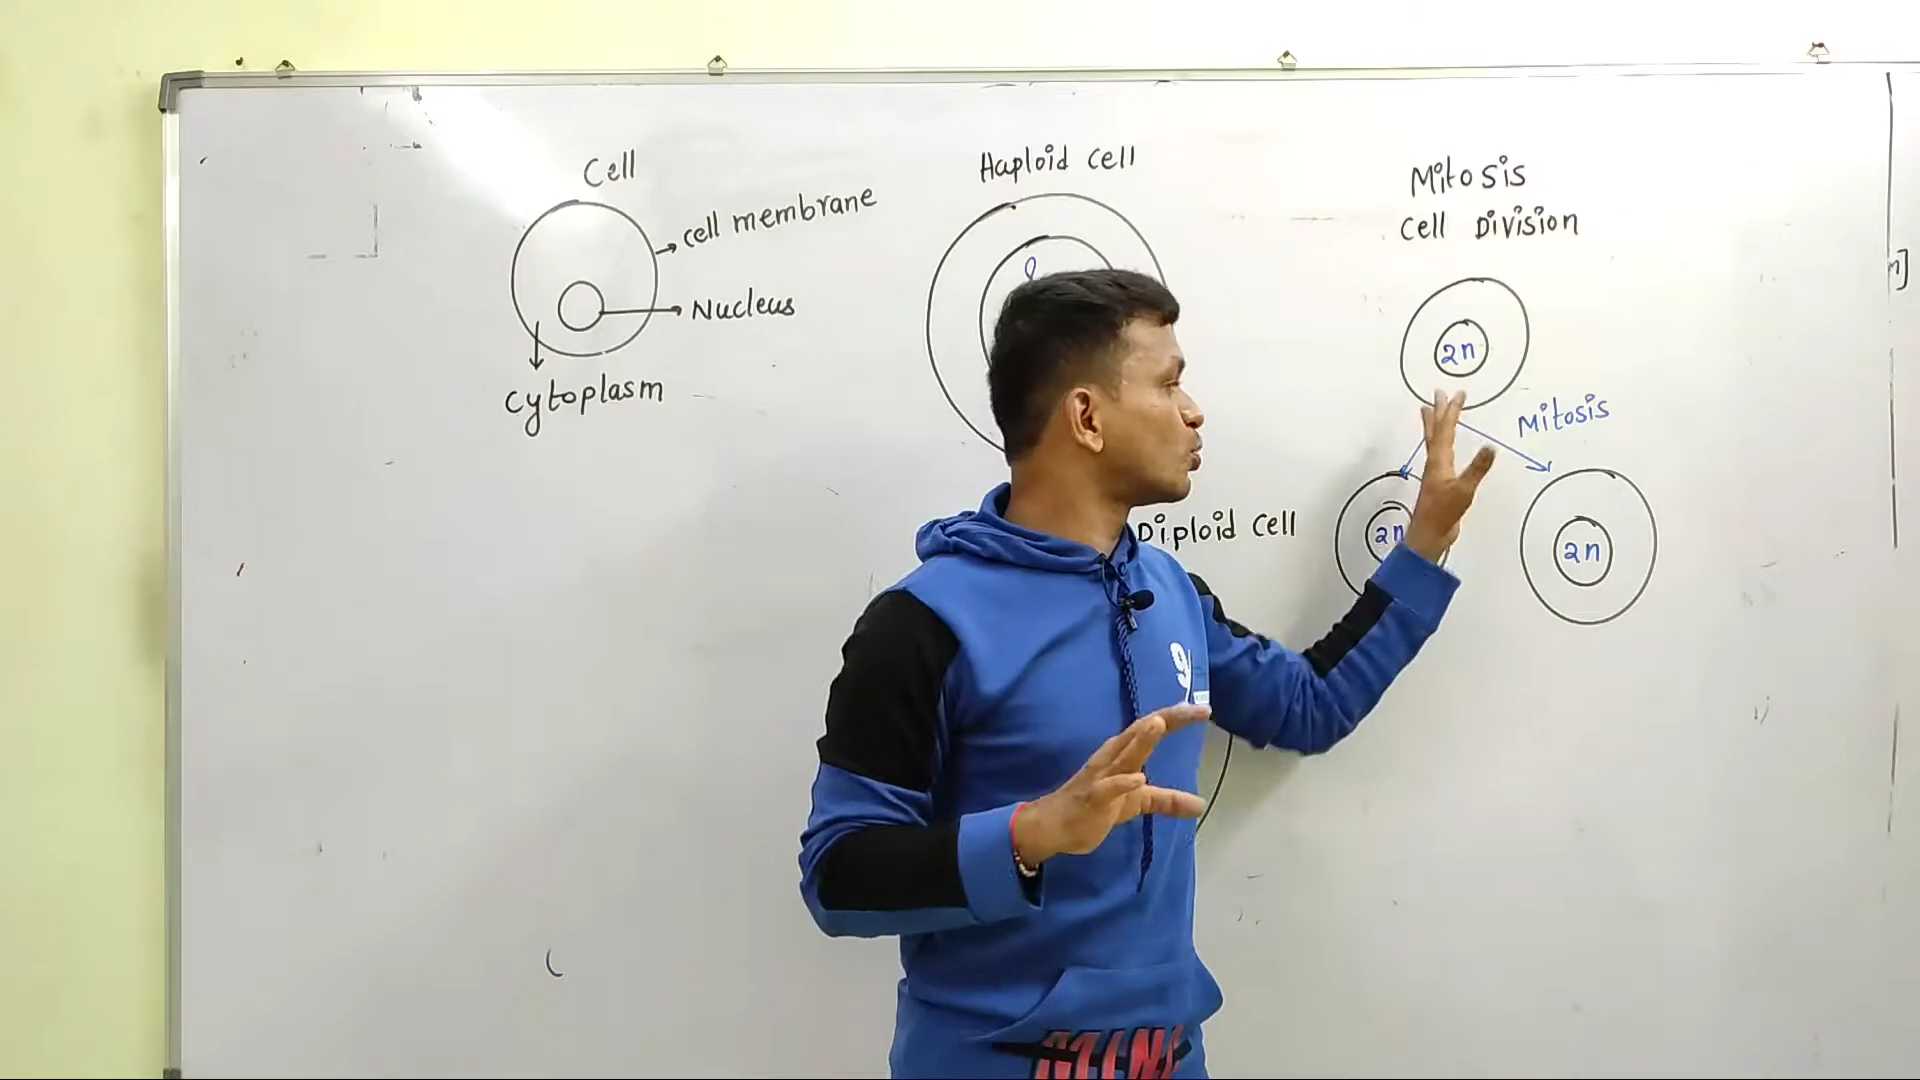 Cell
cell membrane
Nucleus
cytoplasm
Haploid cell
Diploid cell
Mitosis
Cell Division
2n
Mitosis
2n
2n